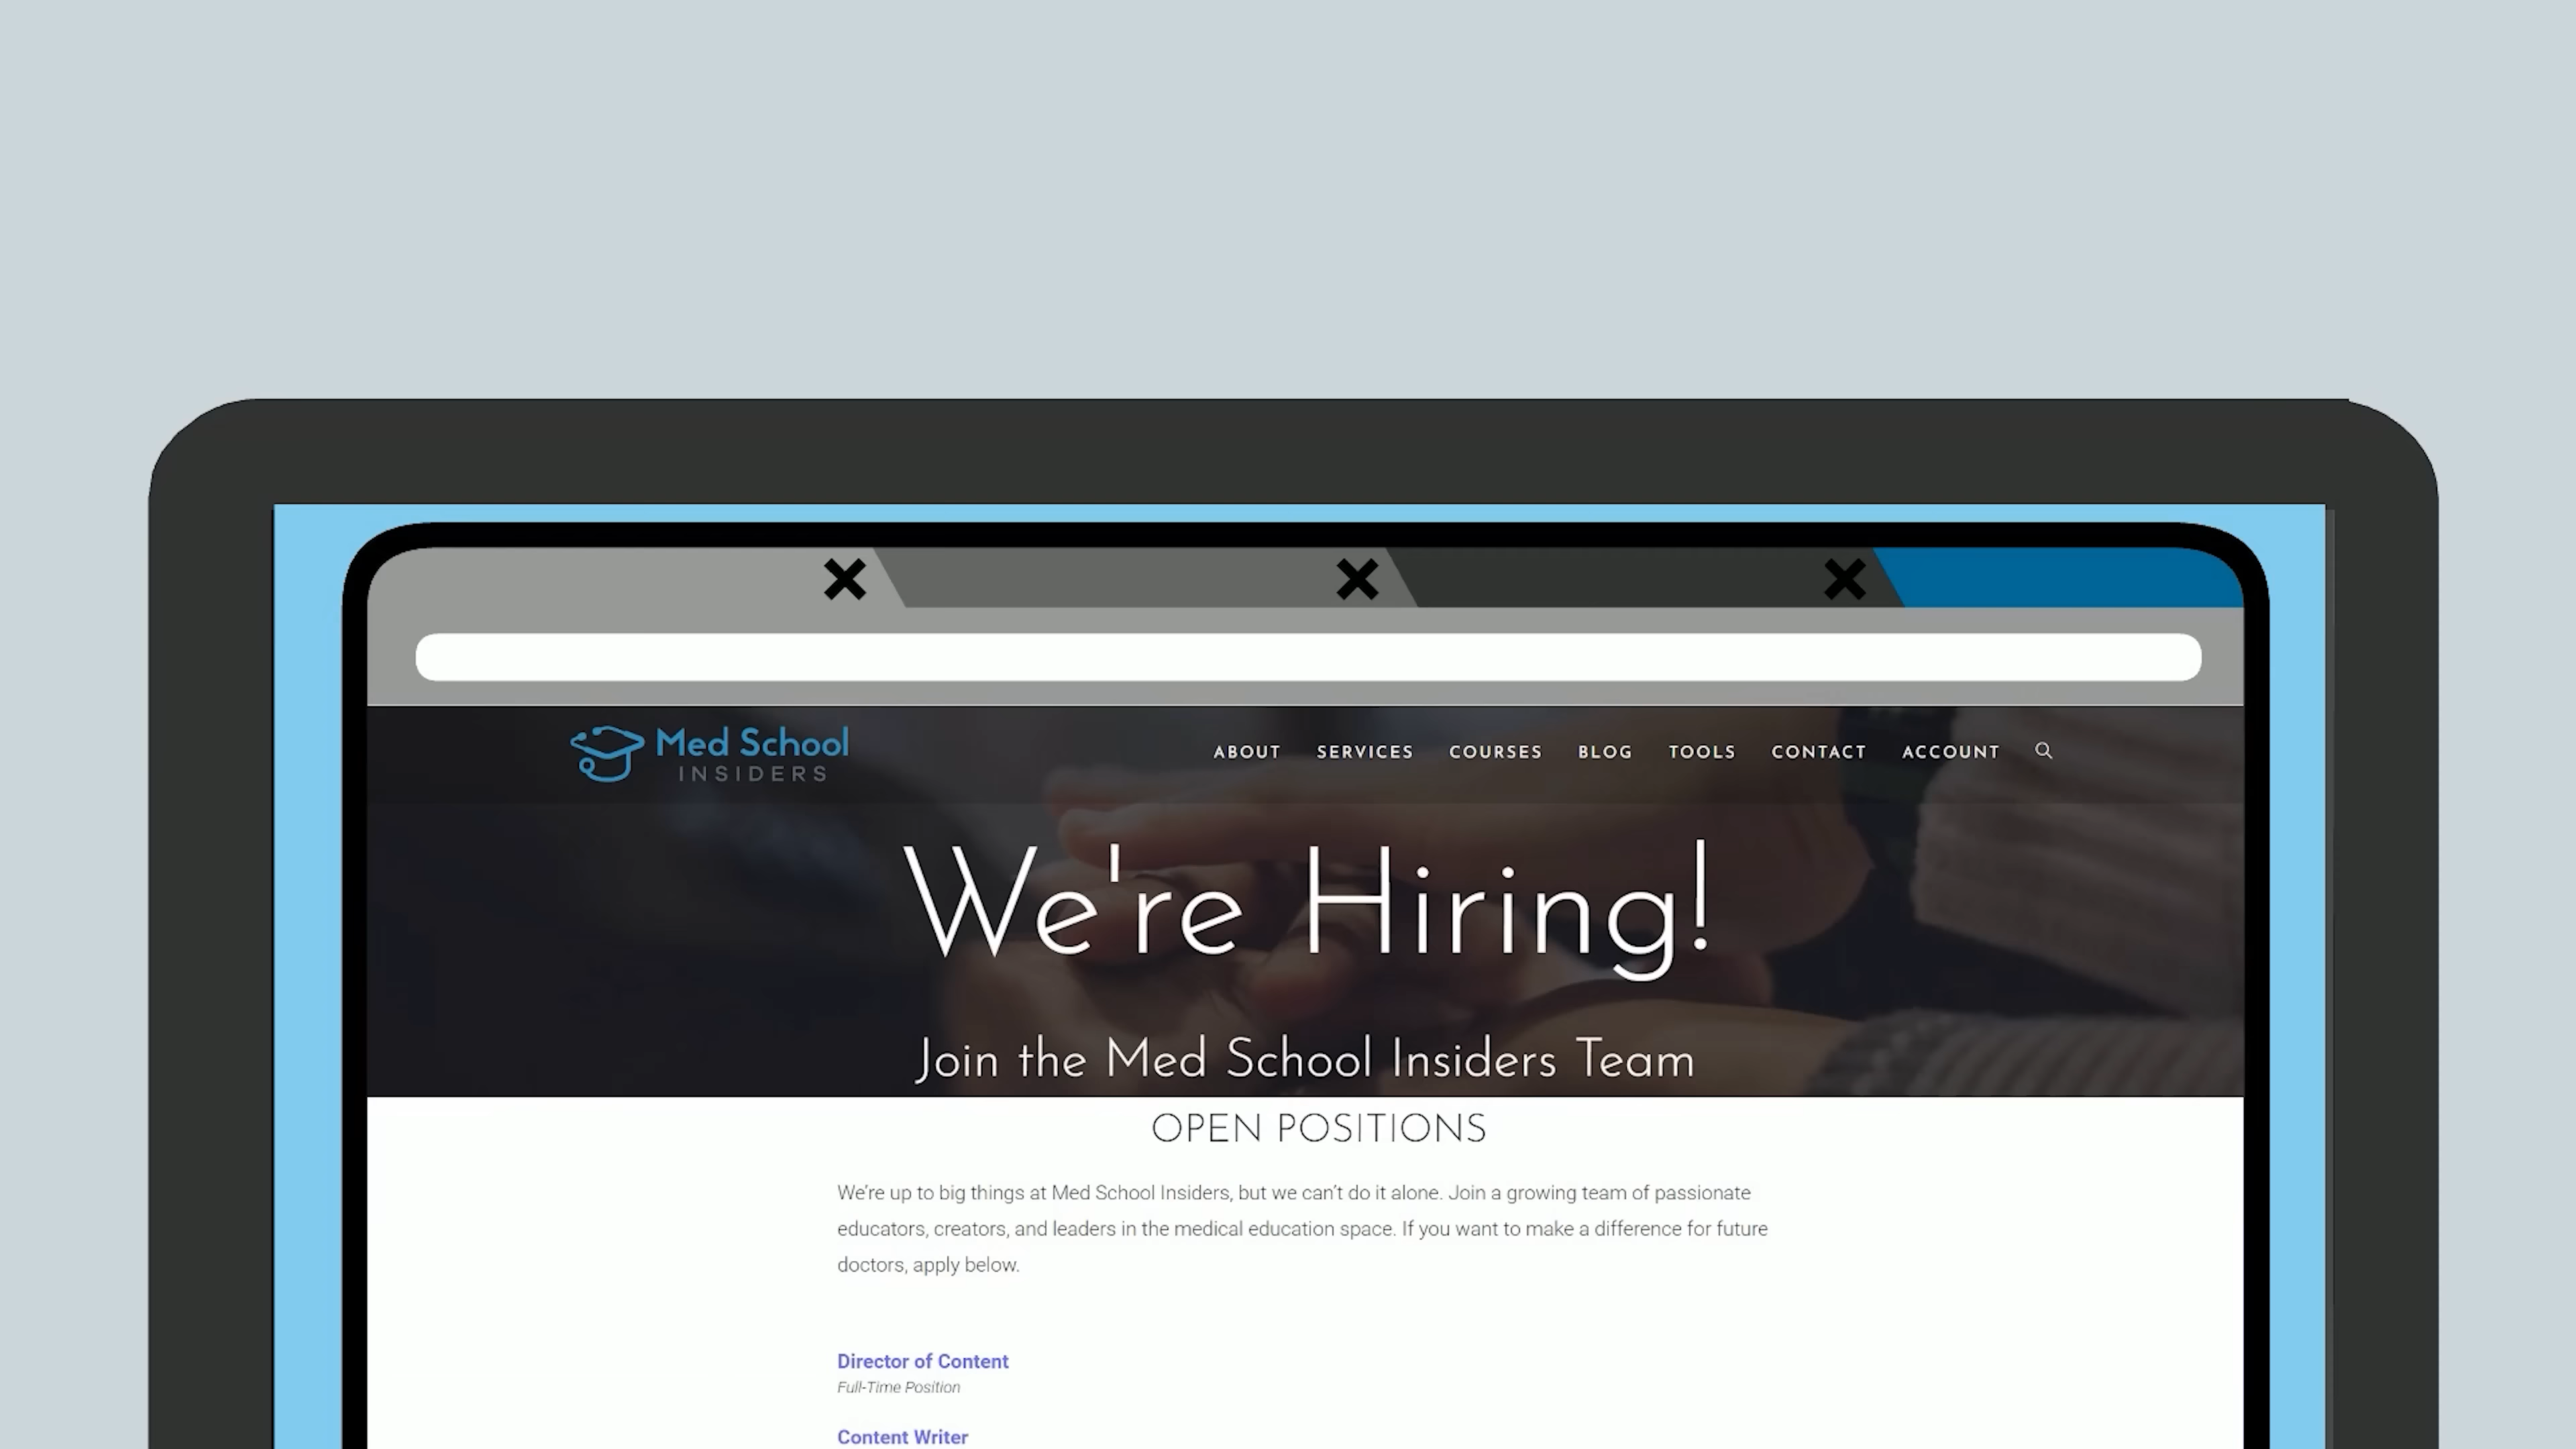 Med School
INSIDERS
ABOUT SERVICES COURSES BLOG TOOLS CONTACT ACCOUNT
We're Hiring!
Join the Med School Insiders Team
OPEN POSITIONS
We're up to big things at Med School Insiders, but we can't do it alone. Join a growing team of passionate
educators, creators, and leaders in the medical education space. If you want to make a difference for future
doctors, apply below.
Director of Content
Full-Time Position
Content Writer